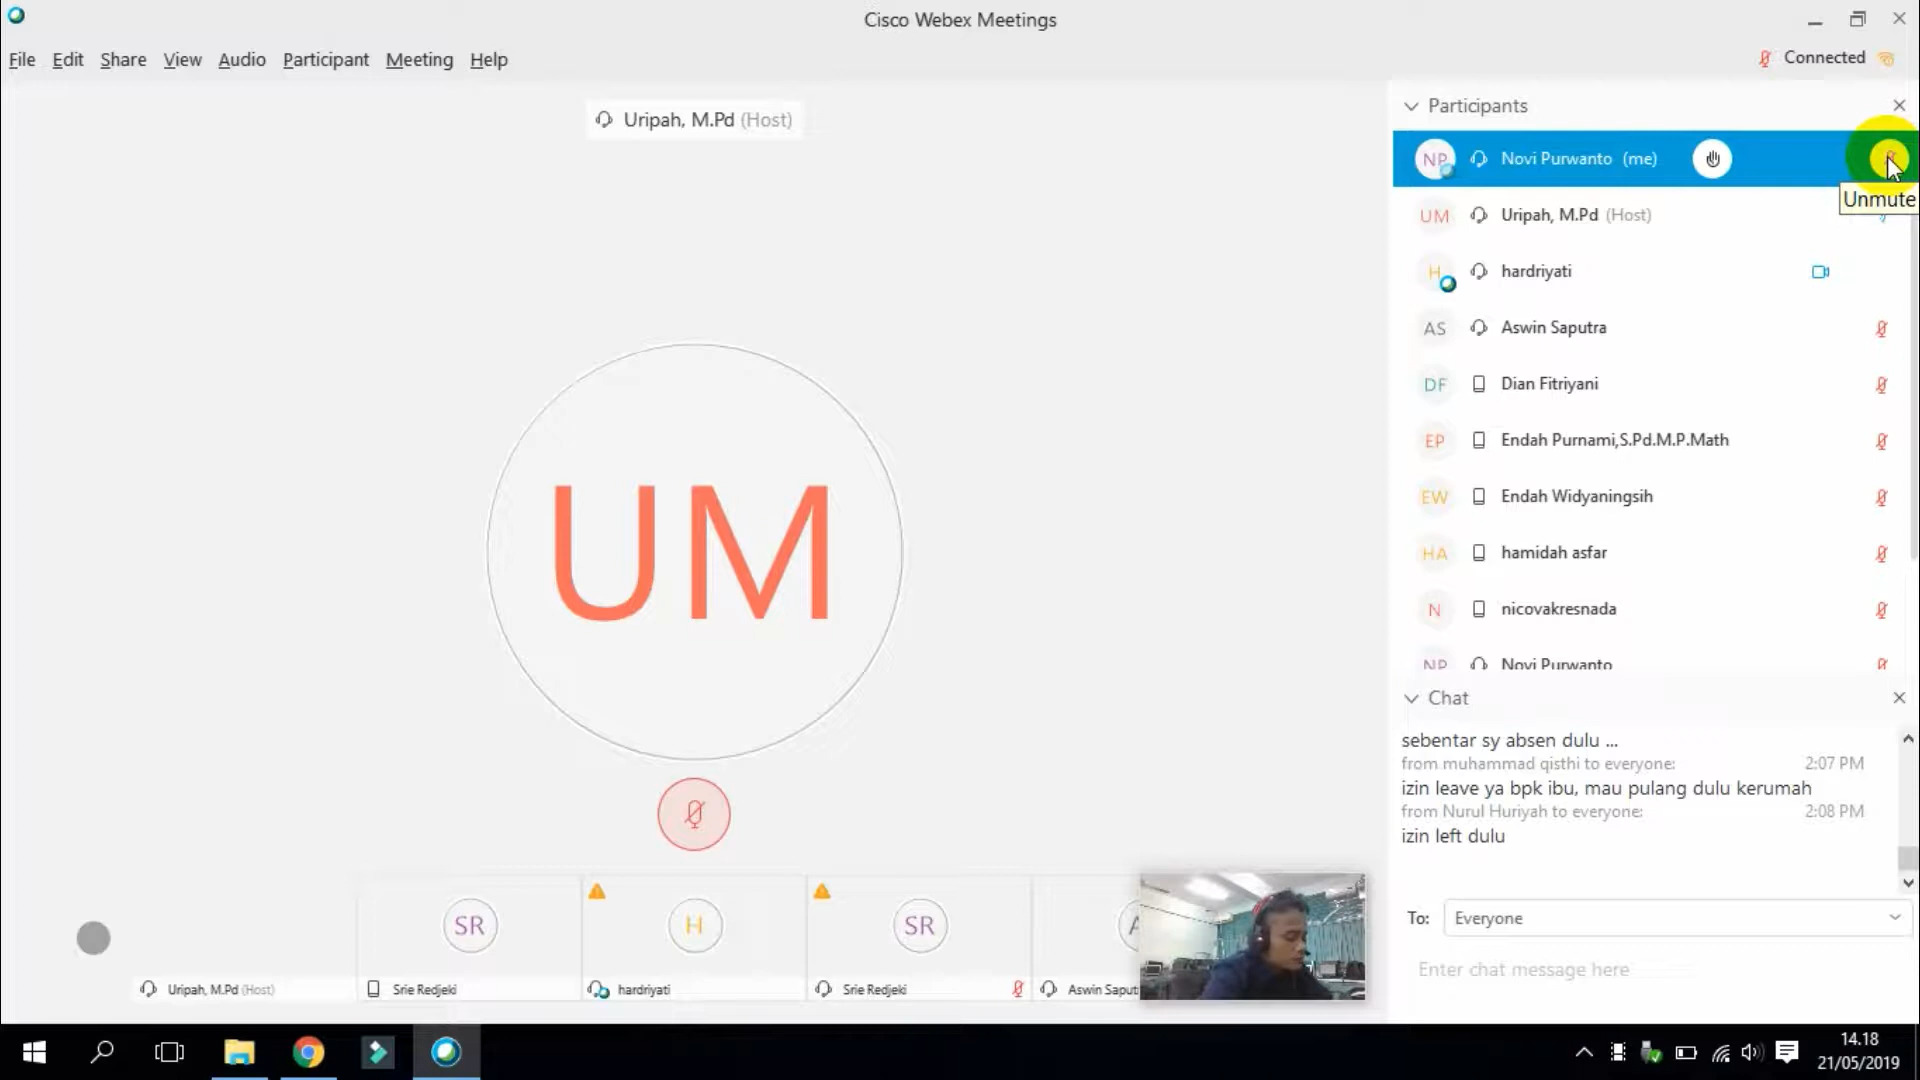 Cisco Webex Meetings
File Edit Share View Audio Participant Meeting Help
Connected
Uripah, M.Pd (Host)
UM
Participants
NP Novi Purwanto (me)
Unmute
UM Uripah, M.Pd (Host)
H hardriyati
AS Aswin Saputra
DF Dian Fitriyani
EP Endah Purnami,S.Pd.M.P.Math
EW Endah Widyaningsih
HA hamidah asfar
N nicovakresnada
NP Novi Purwanto
Chat
sebentar sy absen dulu ...
from muhammad qisthi to everyone: 2:07 PM
izin leave ya bpk ibu, mau pulang dulu kerumah
from Nurul Huriyah to everyone: 2:08 PM
izin left dulu
To: Everyone
Enter chat message here
SR H SR A
Uripah, M.Pd (Host) Srie Redjeki hardriyati Srie Redjeki Aswin Saput
14.18
21/05/2019